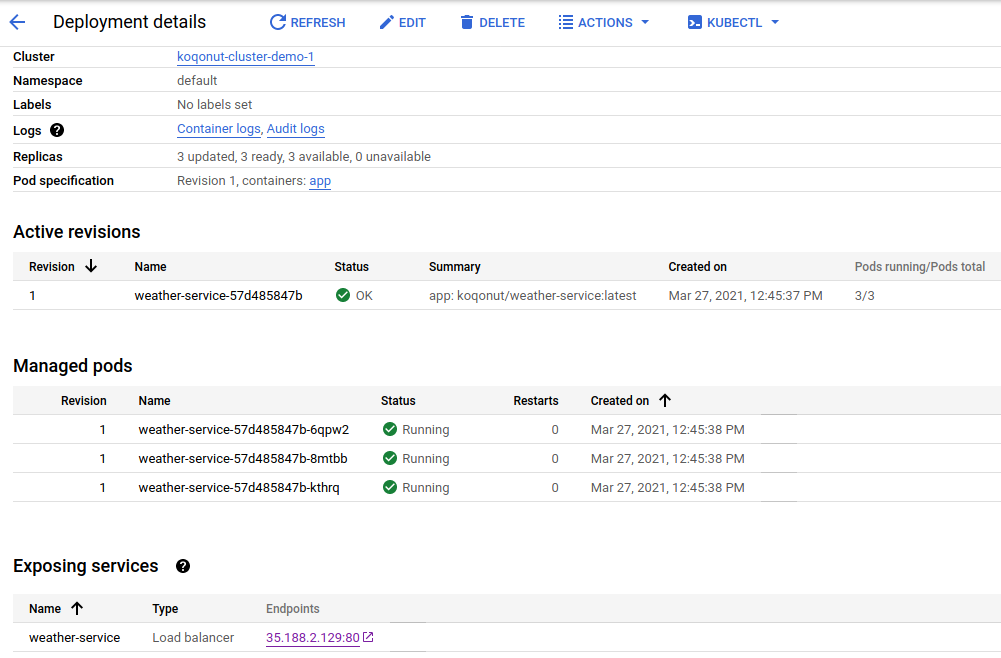 Deployment details REFRESH EDIT DELETE ACTIONS KUBECTL
Cluster koqonut-cluster-demo-1
Namespace default
Labels No labels set
Logs ? Container logs, Audit logs
Replicas 3 updated, 3 ready, 3 available, 0 unavailable
Pod specification Revision 1, containers: app
Active revisions
Revision Name Status Summary Created on Pods running/Pods total
1 weather-service-57d485847b OK app: koqonut/weather-service:latest Mar 27, 2021, 12:45:37 PM 3/3
Managed pods
Revision Name Status Restarts Created on
1 weather-service-57d485847b-6qpw2 Running 0 Mar 27, 2021, 12:45:38 PM
1 weather-service-57d485847b-8mtbb Running 0 Mar 27, 2021, 12:45:38 PM
1 weather-service-57d485847b-kthrq Running 0 Mar 27, 2021, 12:45:38 PM
Exposing services ?
Name Type Endpoints
weather-service Load balancer 35.188.2.129:80